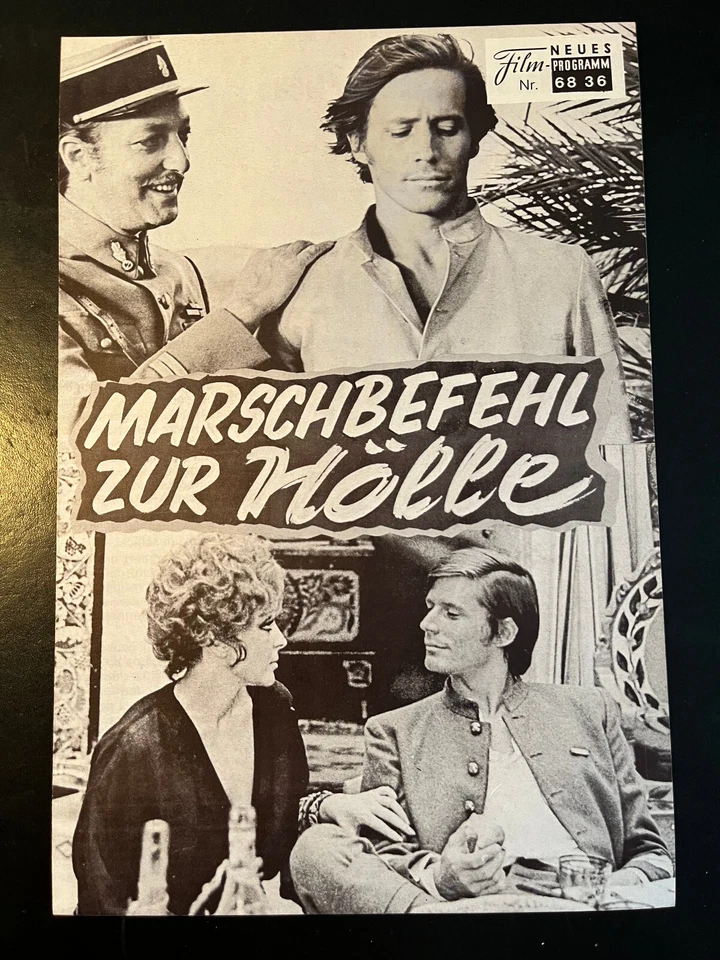 NEUES
Film- PROGRAMM
Nr. 68 36
MARSCHBEFEHL
ZUR Hölle